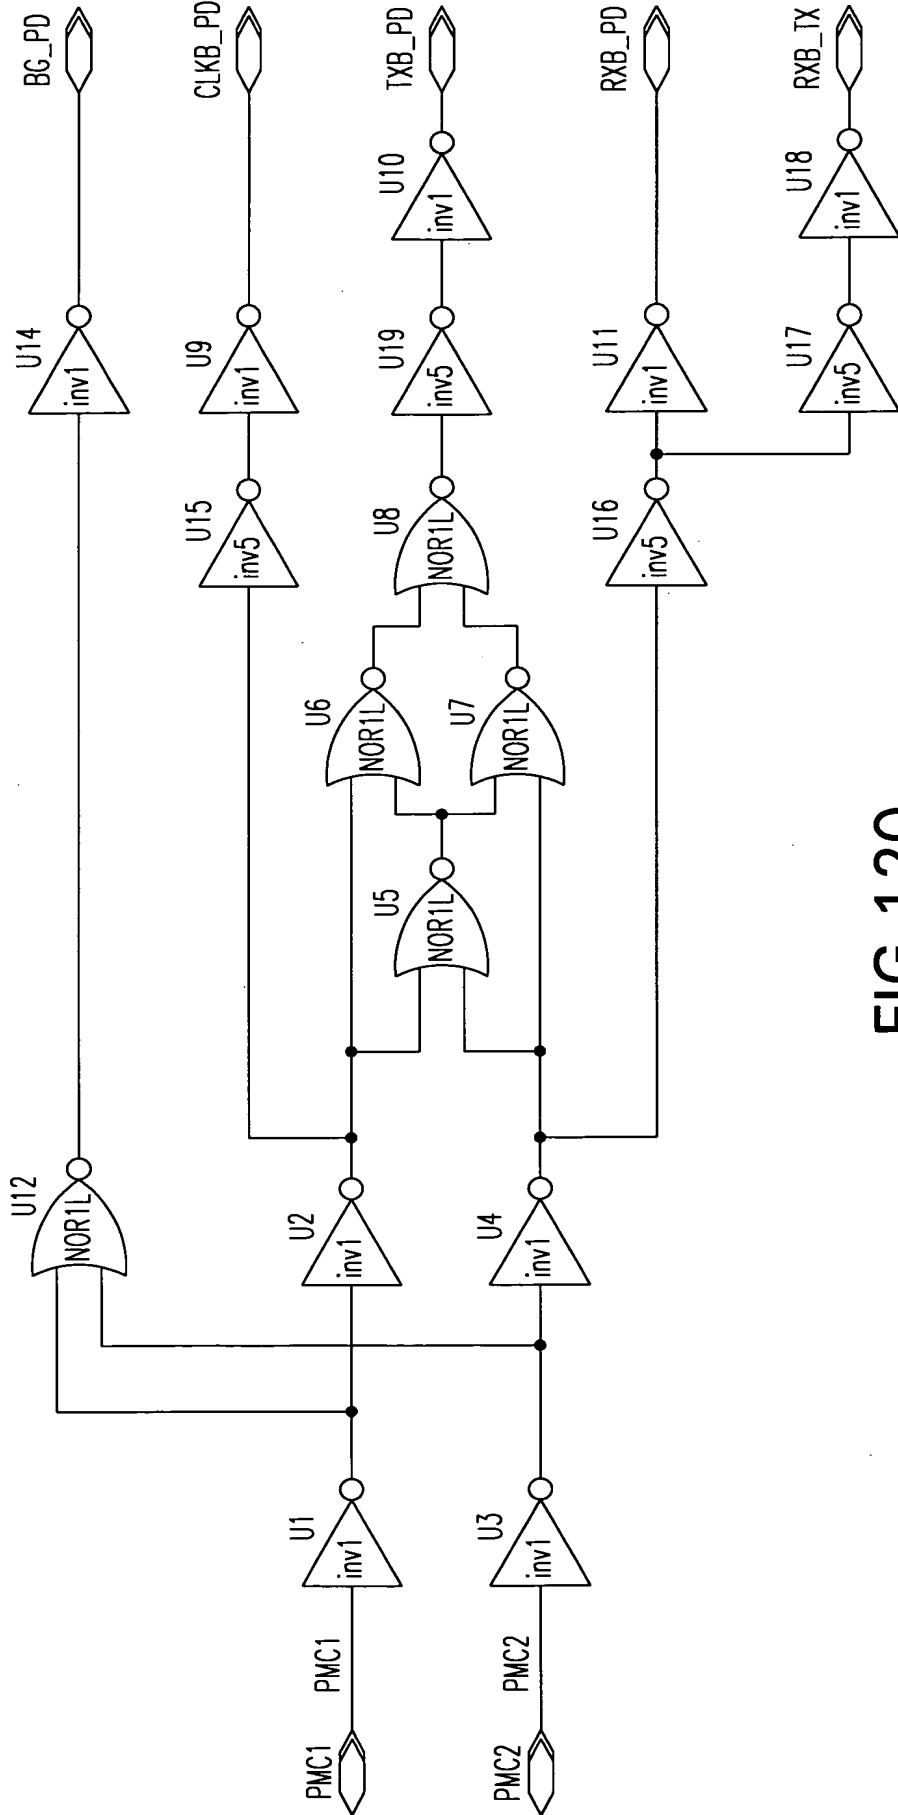 BG_PD
CLKB_PD
TXB_PD
RXB_PD
RXB_TX
U14
inv1
U9
inv1
U15
inv5
U10
inv1
U19
inv5
U8
NOR1L
U11
inv1
U16
inv5
U18
inv1
U17
inv5
U6
NOR1L
U7
NOR1L
U5
NOR1L
U12
NOR1L
U2
inv1
U4
inv1
U1
inv1
U3
inv1
PMC1
PMC1
PMC2
PMC2